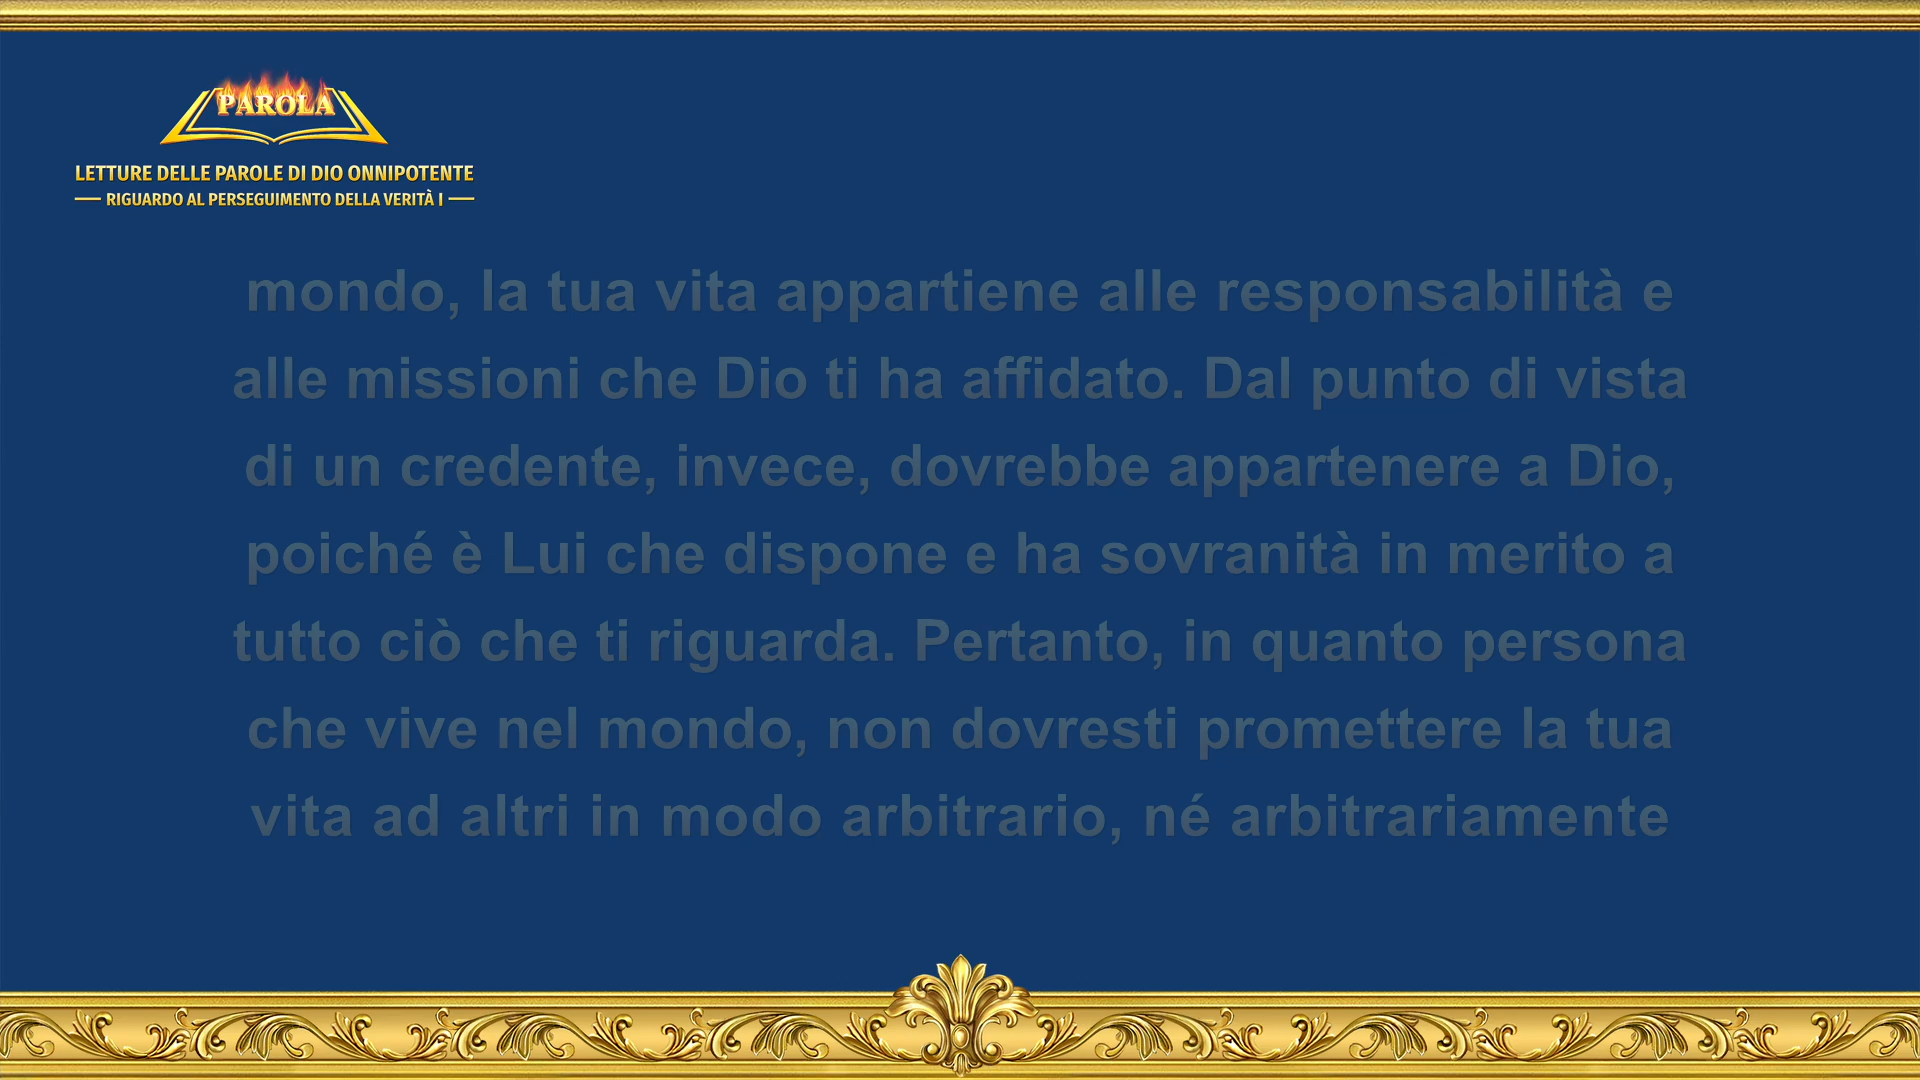 PAROLA
LETTURE DELLE PAROLE DI DIO ONNIPOTENTE
RIGUARDO AL PERSEGUIMENTO DELLA VERITÀ I
mondo, la tua vita appartiene alle responsabilità e
alle missioni che Dio ti ha affidato. Dal punto di vista
di un credente, invece, dovrebbe appartenere a Dio,
poiché è Lui che dispone e ha sovranità in merito a
tutto ciò che ti riguarda. Pertanto, in quanto persona
che vive nel mondo, non dovresti promettere la tua
vita ad altri in modo arbitrario, né arbitrariamente